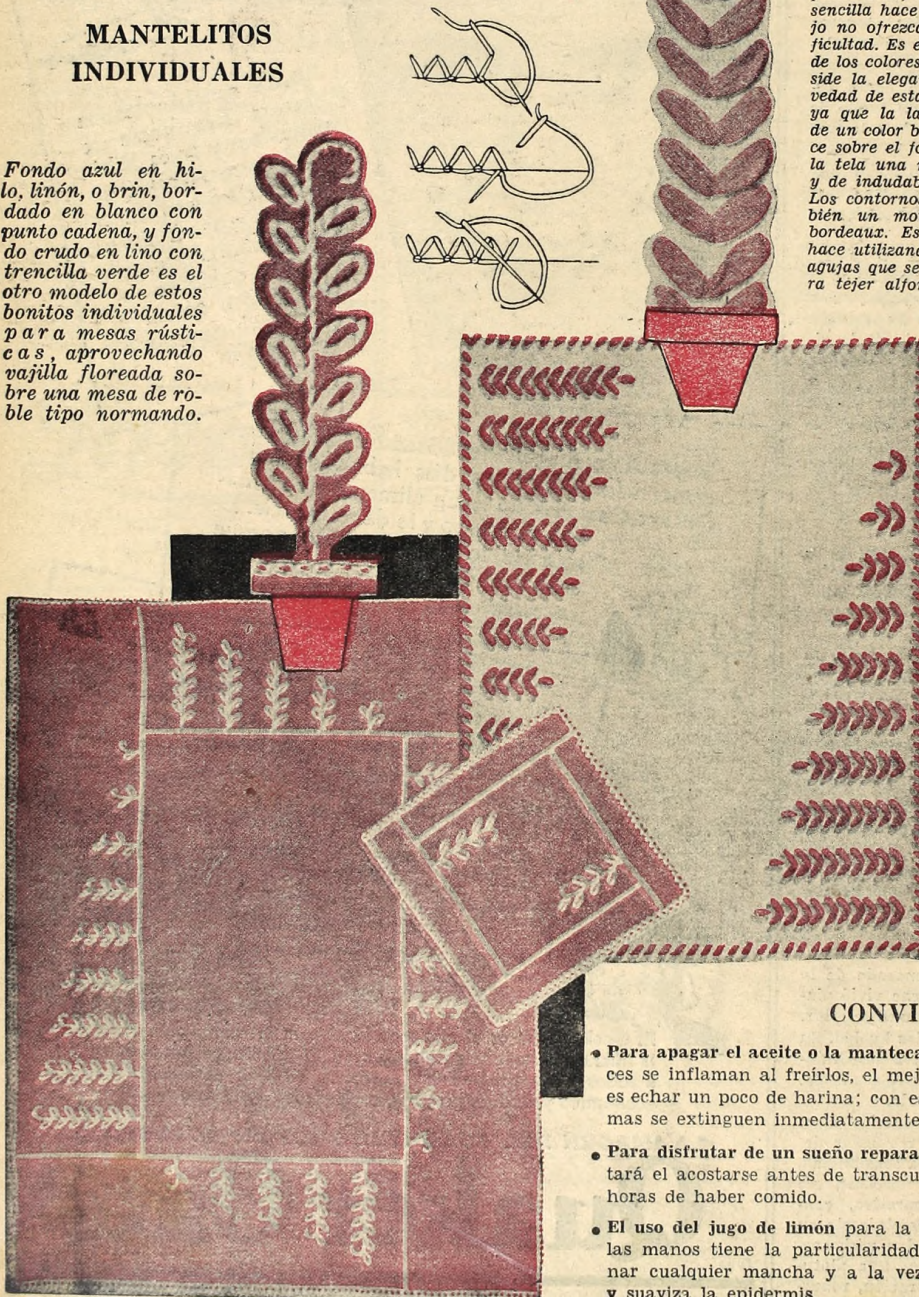 MANTELITOS
INDIVIDUALES
Fondo azul en hi-
lo, linón, o brin, bor-
dado en blanco con
punto cadena, y fon-
do crudo en lino con
trencilla verde es el
otro modelo de estos
bonitos individuales
para mesas rústi-
cas, aprovechando
vajilla floreada so-
bre una mesa de ro-
ble tipo normando.
sencilla hace
jo no ofrezc
ficultad. Es
de los colores
side la elega
vedad de est
ya que la la
de un color b
ce sobre el f
la tela una
y de indudab
Los contorno
bién un mo
bordeaux. Es
hace utilizan
agujas que se
ra tejer alfo
CONVI
• Para apagar el aceite o la manteca
ces se inflaman al freírlos, el mej
es echar un poco de harina; con e
mas se extinguen inmediatamente
• Para disfrutar de un sueño repara
tará el acostarse antes de transcu
horas de haber comido.
• El uso del jugo de limón para la
las manos tiene la particularidad
nar cualquier mancha y a la vez
y suaviza la epidermis